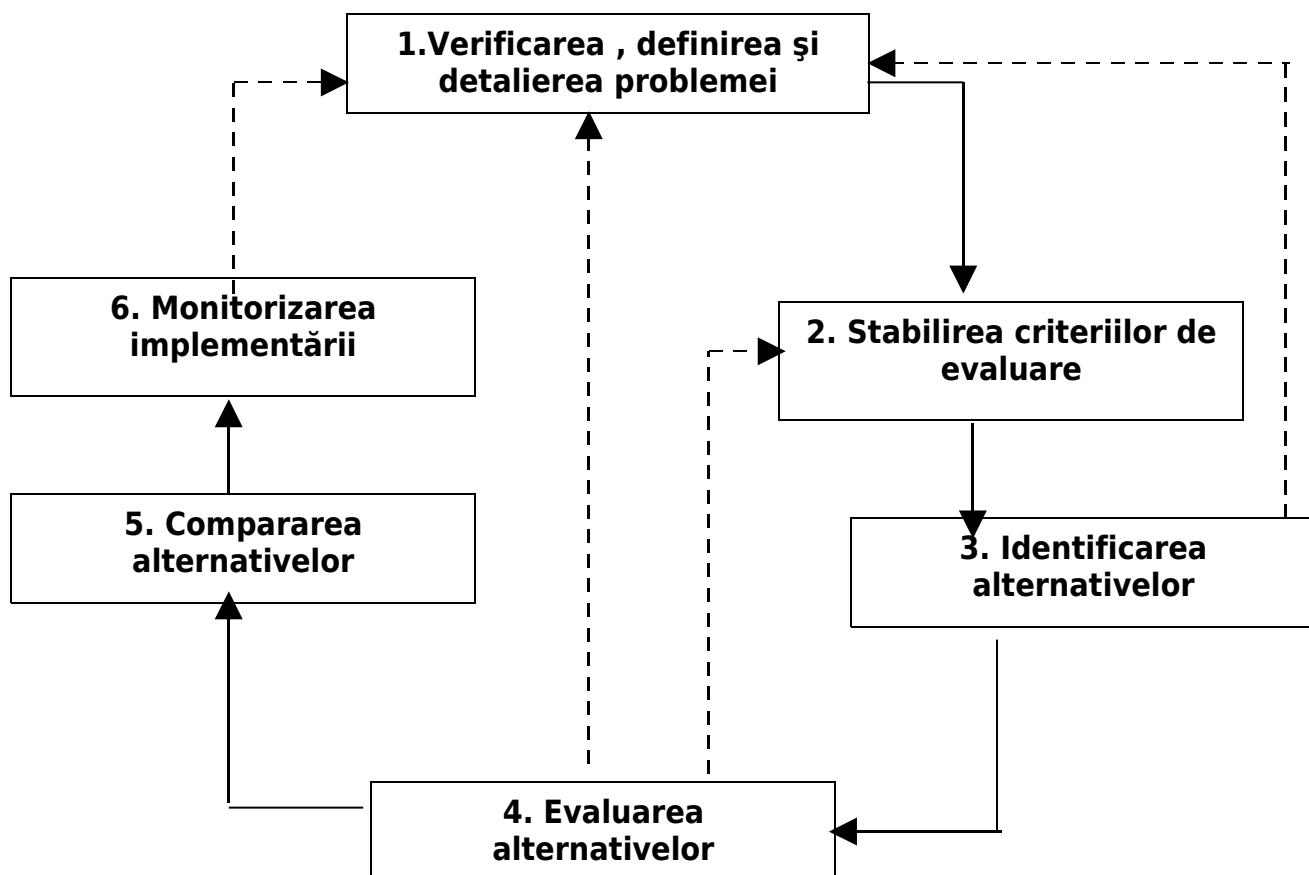 1.Verificarea , definirea şi
detalierea problemei
2. Stabilirea criteriilor de
evaluare
3. Identificarea
alternativelor
4. Evaluarea
alternativelor
5. Compararea
alternativelor
6. Monitorizarea
implementării